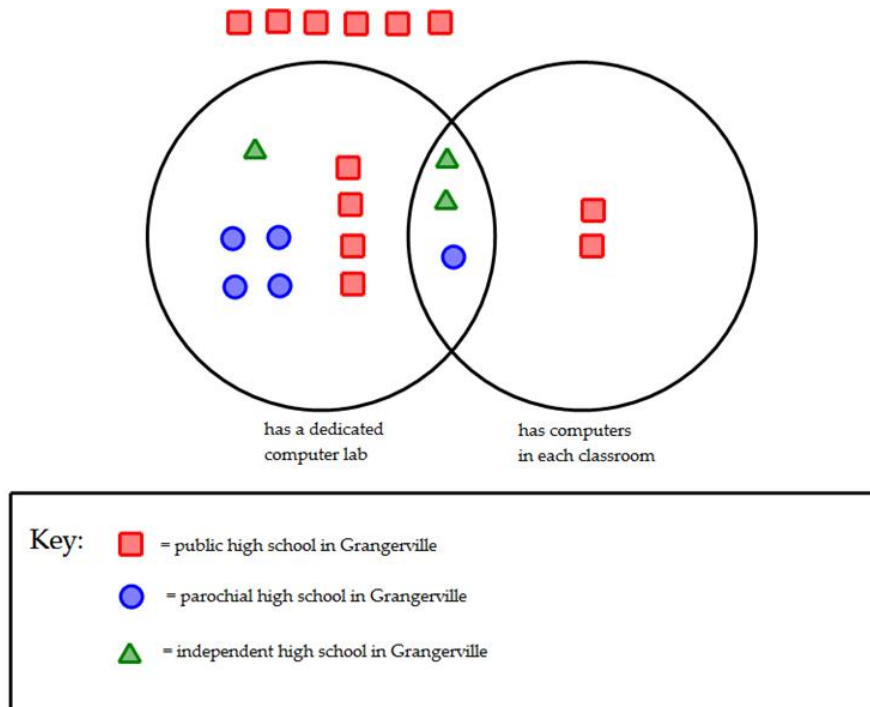 has a dedicated
computer lab
has computers
in each classroom
Key:
= public high school in Grangerville
= parochial high school in Grangerville
= independent high school in Grangerville